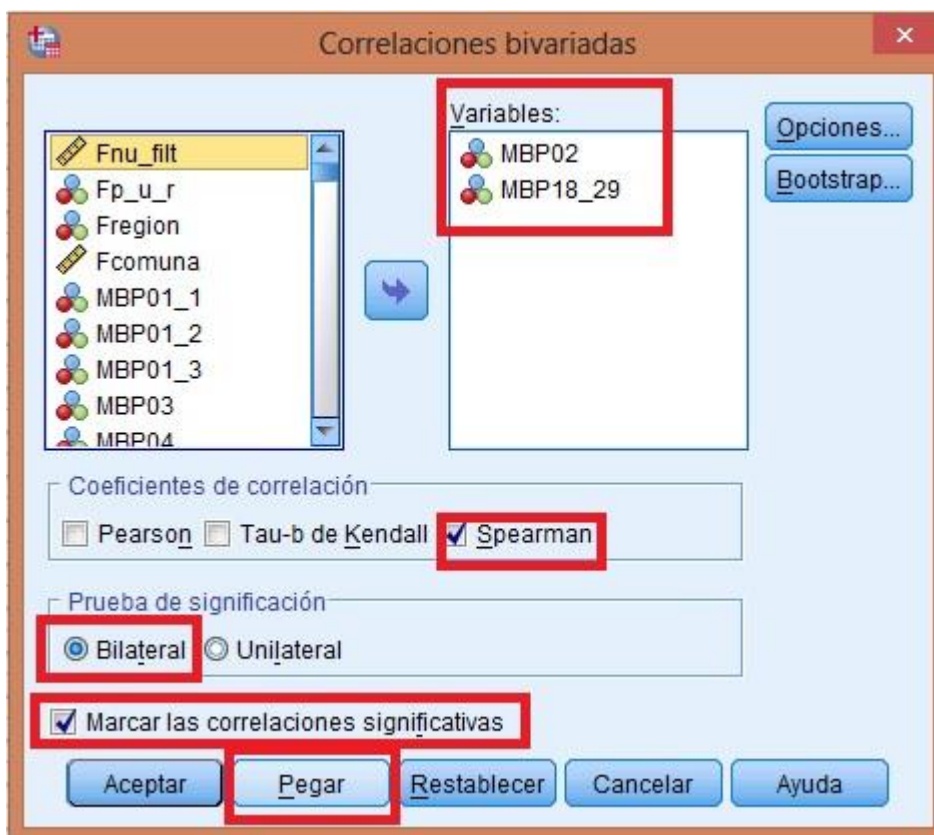 Correlaciones bivariadas
Variables:
Fnu_filt
Fp_u_r
Fregion
Fcomuna
MBP01_1
MBP01_2
MBP01_3
MBP03
MBP04
MBP02
MBP18_29
Opciones...
Bootstrap...
Coeficientes de correlación
Pearson Tau-b de Kendall Spearman
Prueba de significación
Bilateral Unilateral
Marcar las correlaciones significativas
Aceptar Pegar Restablecer Cancelar Ayuda